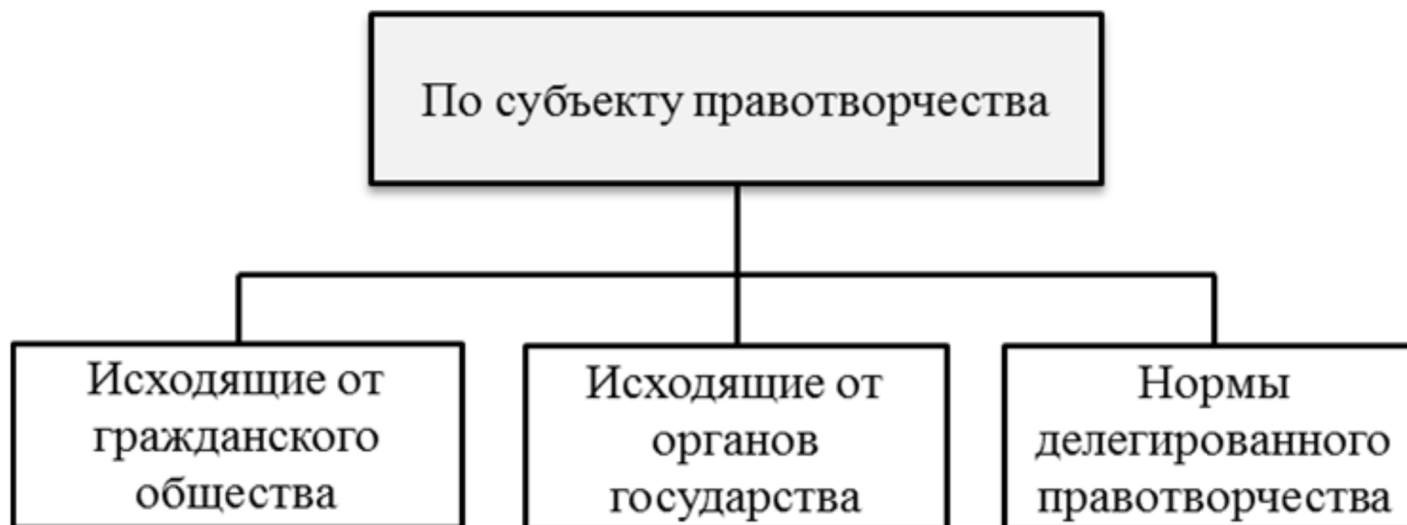 По субъекту правотворчества
Исходящие от
гражданского
общества
Исходящие от
органов
государства
Нормы
делегированного
правотворчества